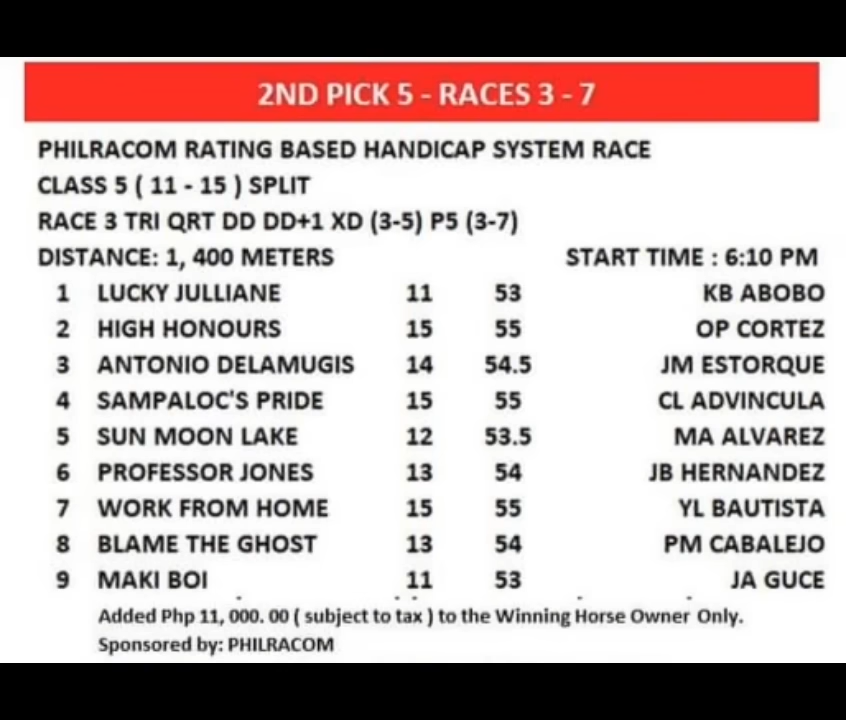 2ND PICK 5 - RACES 3 - 7
PHILRACOM RATING BASED HANDICAP SYSTEM RACE
CLASS 5 ( 11 - 15 ) SPLIT
RACE 3 TRI QRT DD DD+1 XD (3-5) P5 (3-7)
DISTANCE: 1, 400 METERS START TIME : 6:10 PM
1 LUCKY JULLIANE 11 53 KB ABOBO
2 HIGH HONOURS 15 55 OP CORTEZ
3 ANTONIO DELAMUGIS 14 54.5 JM ESTORQUE
4 SAMPALOC'S PRIDE 15 55 CL ADVINCULA
5 SUN MOON LAKE 12 53.5 MA ALVAREZ
6 PROFESSOR JONES 13 54 JB HERNANDEZ
7 WORK FROM HOME 15 55 YL BAUTISTA
8 BLAME THE GHOST 13 54 PM CABALEJO
9 MAKI BOI 11 53 JA GUCE
Added Php 11, 000. 00 ( subject to tax ) to the Winning Horse Owner Only.
Sponsored by: PHILRACOM